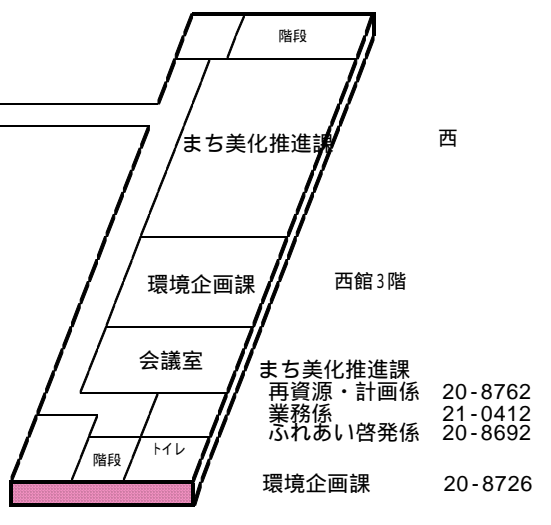 階段
まち美化推進課
西
環境企画課
西館3階
会議室
まち美化推進課
再資源・計画係 20-8762
業務係 21-0412
ふれあい啓発係 20-8692
階段
トイレ
環境企画課 20-8726